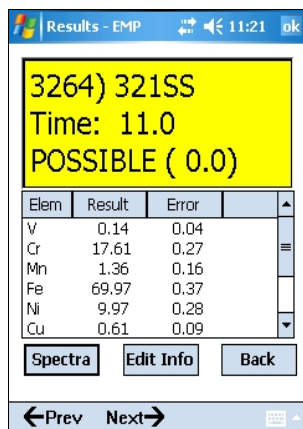 Results - EMP 11:21 ok
3264) 321SS
Time: 11.0
POSSIBLE ( 0.0)
Elem Result Error
V 0.14 0.04
Cr 17.61 0.27
Mn 1.36 0.16
Fe 69.97 0.37
Ni 9.97 0.28
Cu 0.61 0.09
Spectra Edit Info Back
←Prev Next→